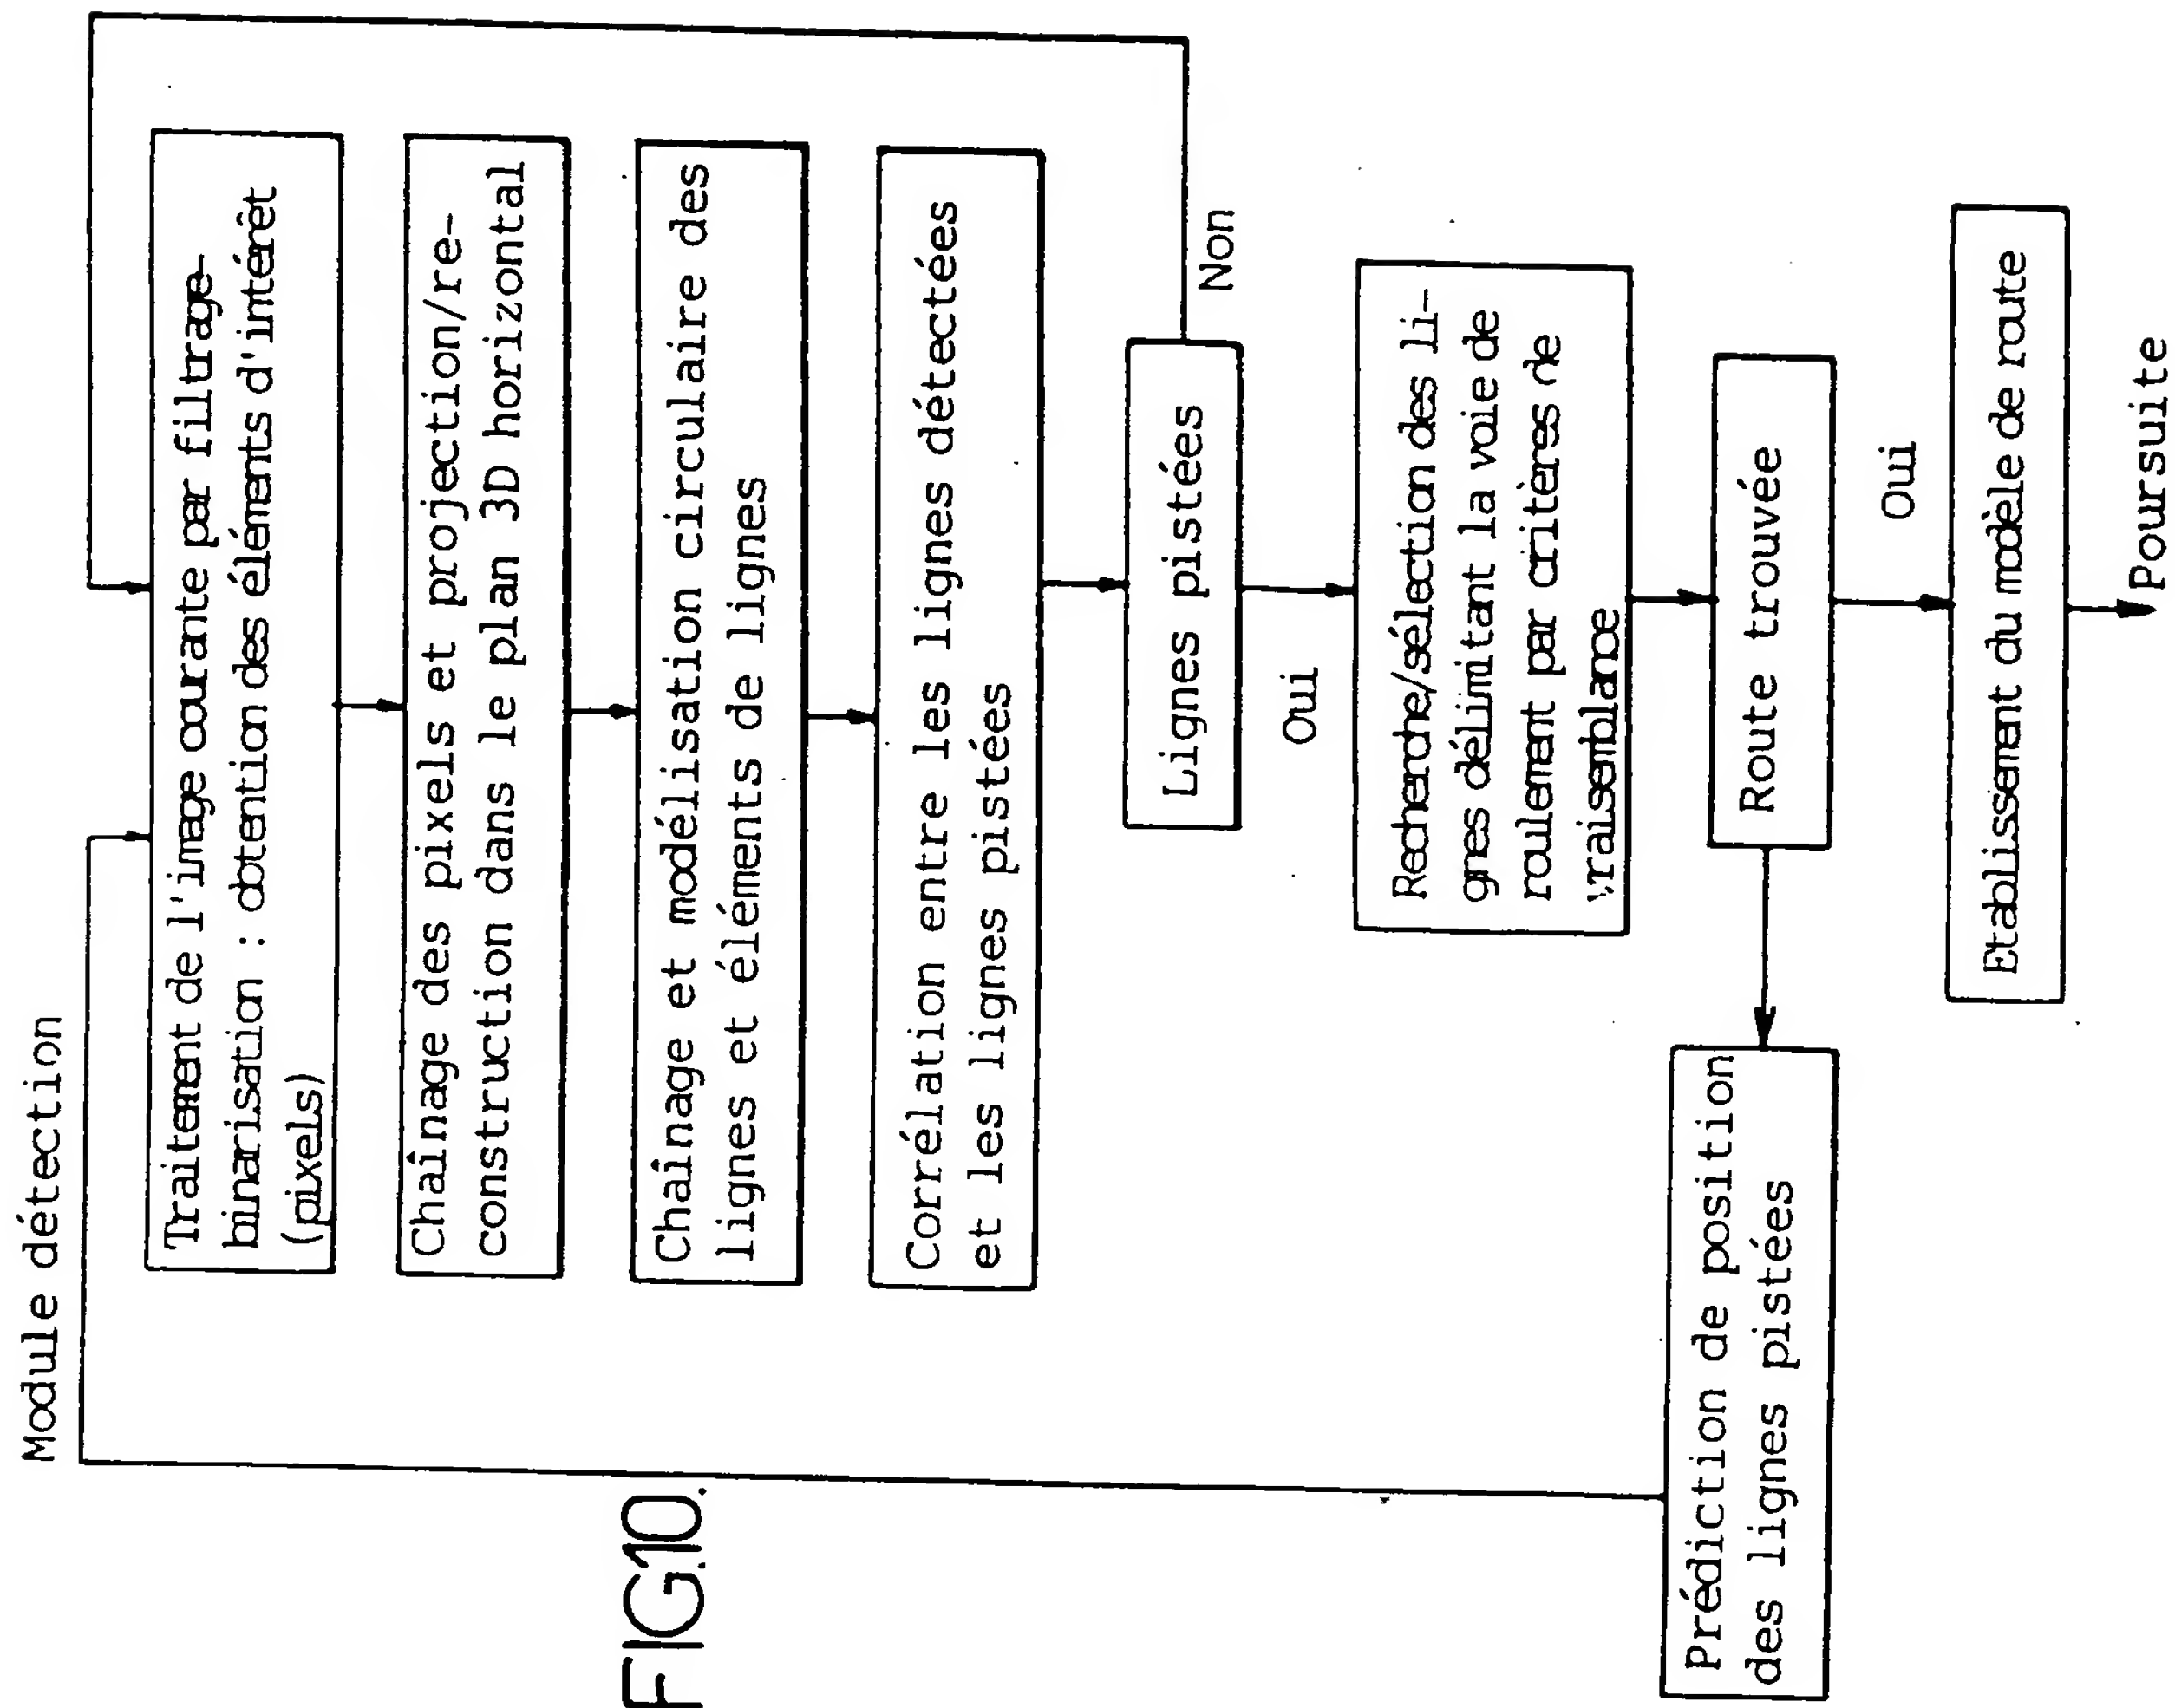 Module détection
Traitement de l'image courante par filtrage-
binarisation : obtention des éléments d'intérêt
(pixels)
Chaînage des pixels et projection/re-
construction dans le plan 3D horizontal
Chaînage et modélisation circulaire des
lignes et éléments de lignes
Corrélation entre les lignes détectées
et les lignes pistées
Lignes pistées
Non
Oui
Recherche/sélection des li-
gnes délimitant la voie de
roulement par critères de
vraisemblance
Route trouvée
Oui
Prédiction de position
des lignes pistées
Etablissement du modèle de route
Poursuite
FIG.10.